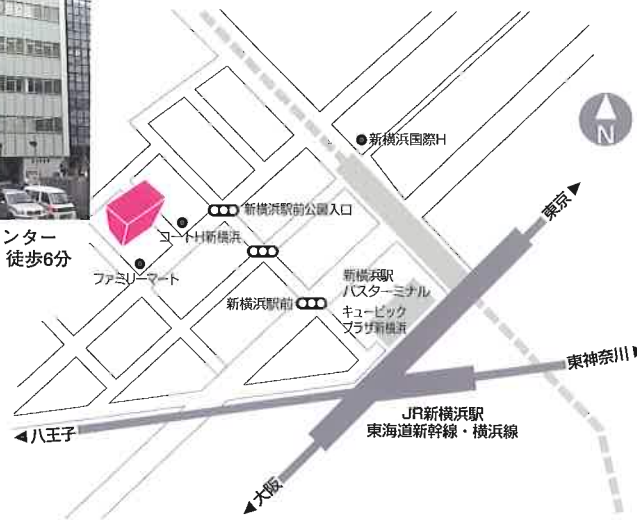 N
新横浜国際H
東京▶
新横浜駅前公園入口
コートH新横浜
ンター
徒歩6分
ファミリーマート
新横浜駅
バスターミナル
新横浜駅前
キュービック
プラザ新横浜
東神奈川▶
JR新横浜駅
東海道新幹線・横浜線
◀八王子
◀大阪